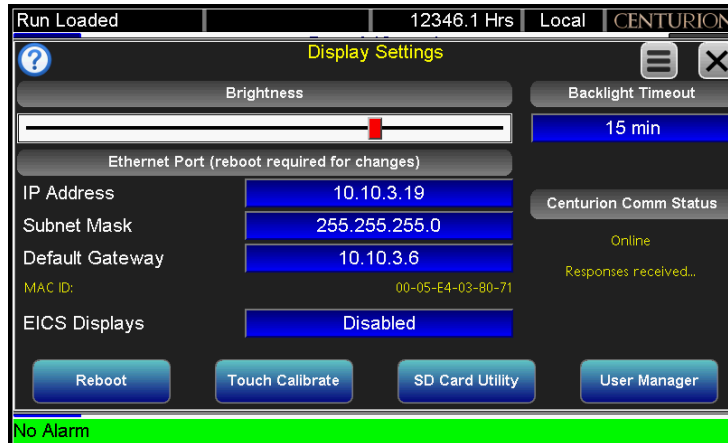 Run Loaded 12346.1 Hrs Local CENTURION
? Display Settings X
Brightness Backlight Timeout
15 min
Ethernet Port (reboot required for changes)
IP Address 10.10.3.19
Centurion Comm Status
Subnet Mask 255.255.255.0
Online
Default Gateway 10.10.3.6
Responses received...
MAC ID: 00-05-E4-03-80-71
EICS Displays Disabled
Reboot Touch Calibrate SD Card Utility User Manager
No Alarm